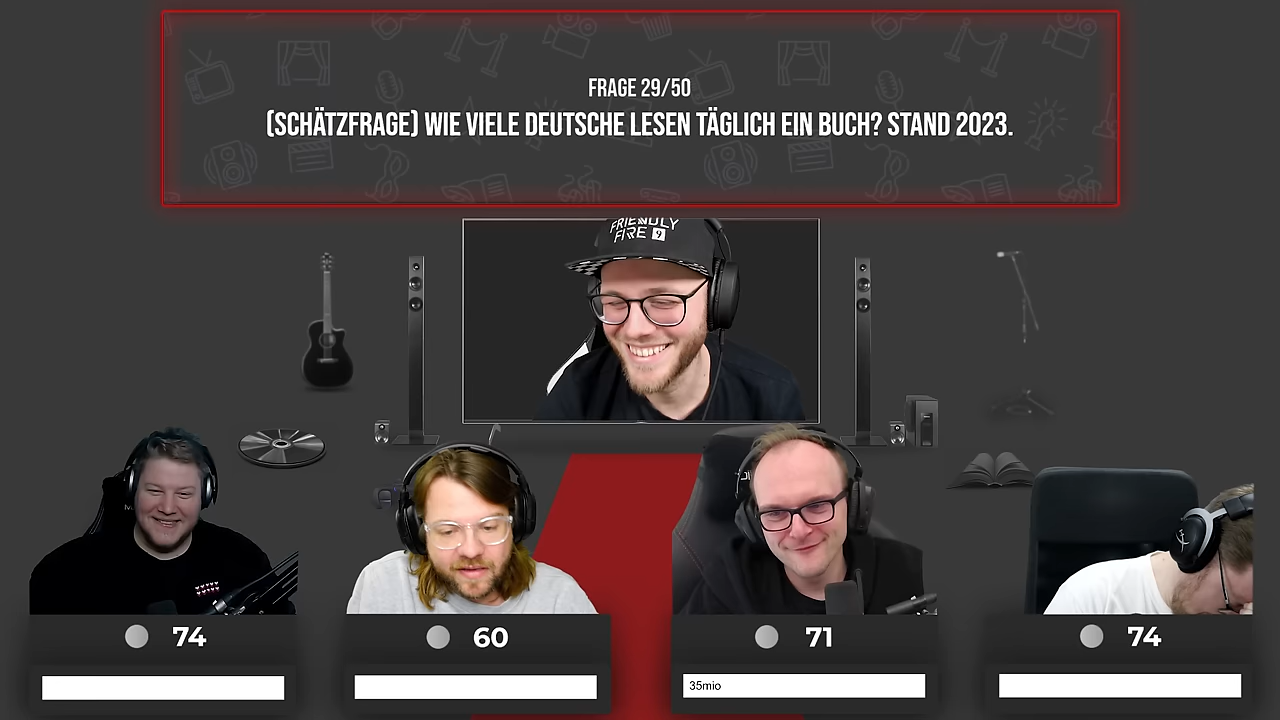 FRAGE 29/50
(SCHÄTZFRAGE) WIE VIELE DEUTSCHE LESEN TÄGLICH EIN BUCH? STAND 2023.
FRIENDLY
FIRE 9
74
60
71
74
35mio